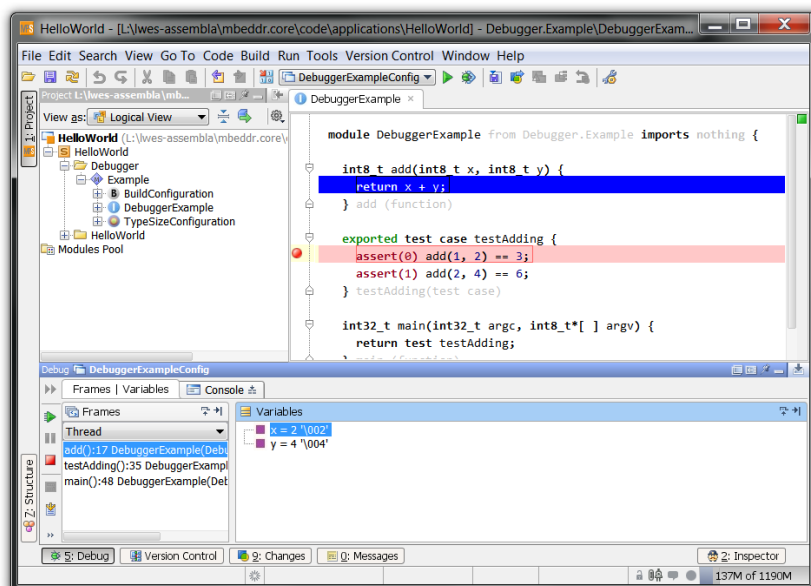 HelloWorld - [L:\lwes-assembla\mbeddr.core\code\applications\HelloWorld] - Debugger.Example\DebuggerExam...
File Edit Search View Go To Code Build Run Tools Version Control Window Help
DebuggerExampleConfig
Project L:\lwes-assembla\mb...
DebuggerExample
1: Project
View as: Logical View
HelloWorld (L:\lwes-assembla\mbeddr.core\
HelloWorld
Debugger
Example
BuildConfiguration
DebuggerExample
TypeSizeConfiguration
HelloWorld
Modules Pool
module DebuggerExample from Debugger.Example imports nothing {
int8_t add(int8_t x, int8_t y) {
return x + y;
} add (function)
exported test case testAdding {
assert(0) add(1, 2) == 3;
assert(1) add(2, 4) == 6;
} testAdding(test case)
int32_t main(int32_t argc, int8_t*[ ] argv) {
return test testAdding;
} main (function)
Debug DebuggerExampleConfig
Frames | Variables Console
Frames
Variables
Thread
add():17 DebuggerExample(Debu
testAdding():35 DebuggerExampl
main():48 DebuggerExample(Det
x = 2 '\002'
y = 4 '\004'
Z: Structure
5: Debug Version Control 9: Changes 0: Messages 2: Inspector
137M of 1190M